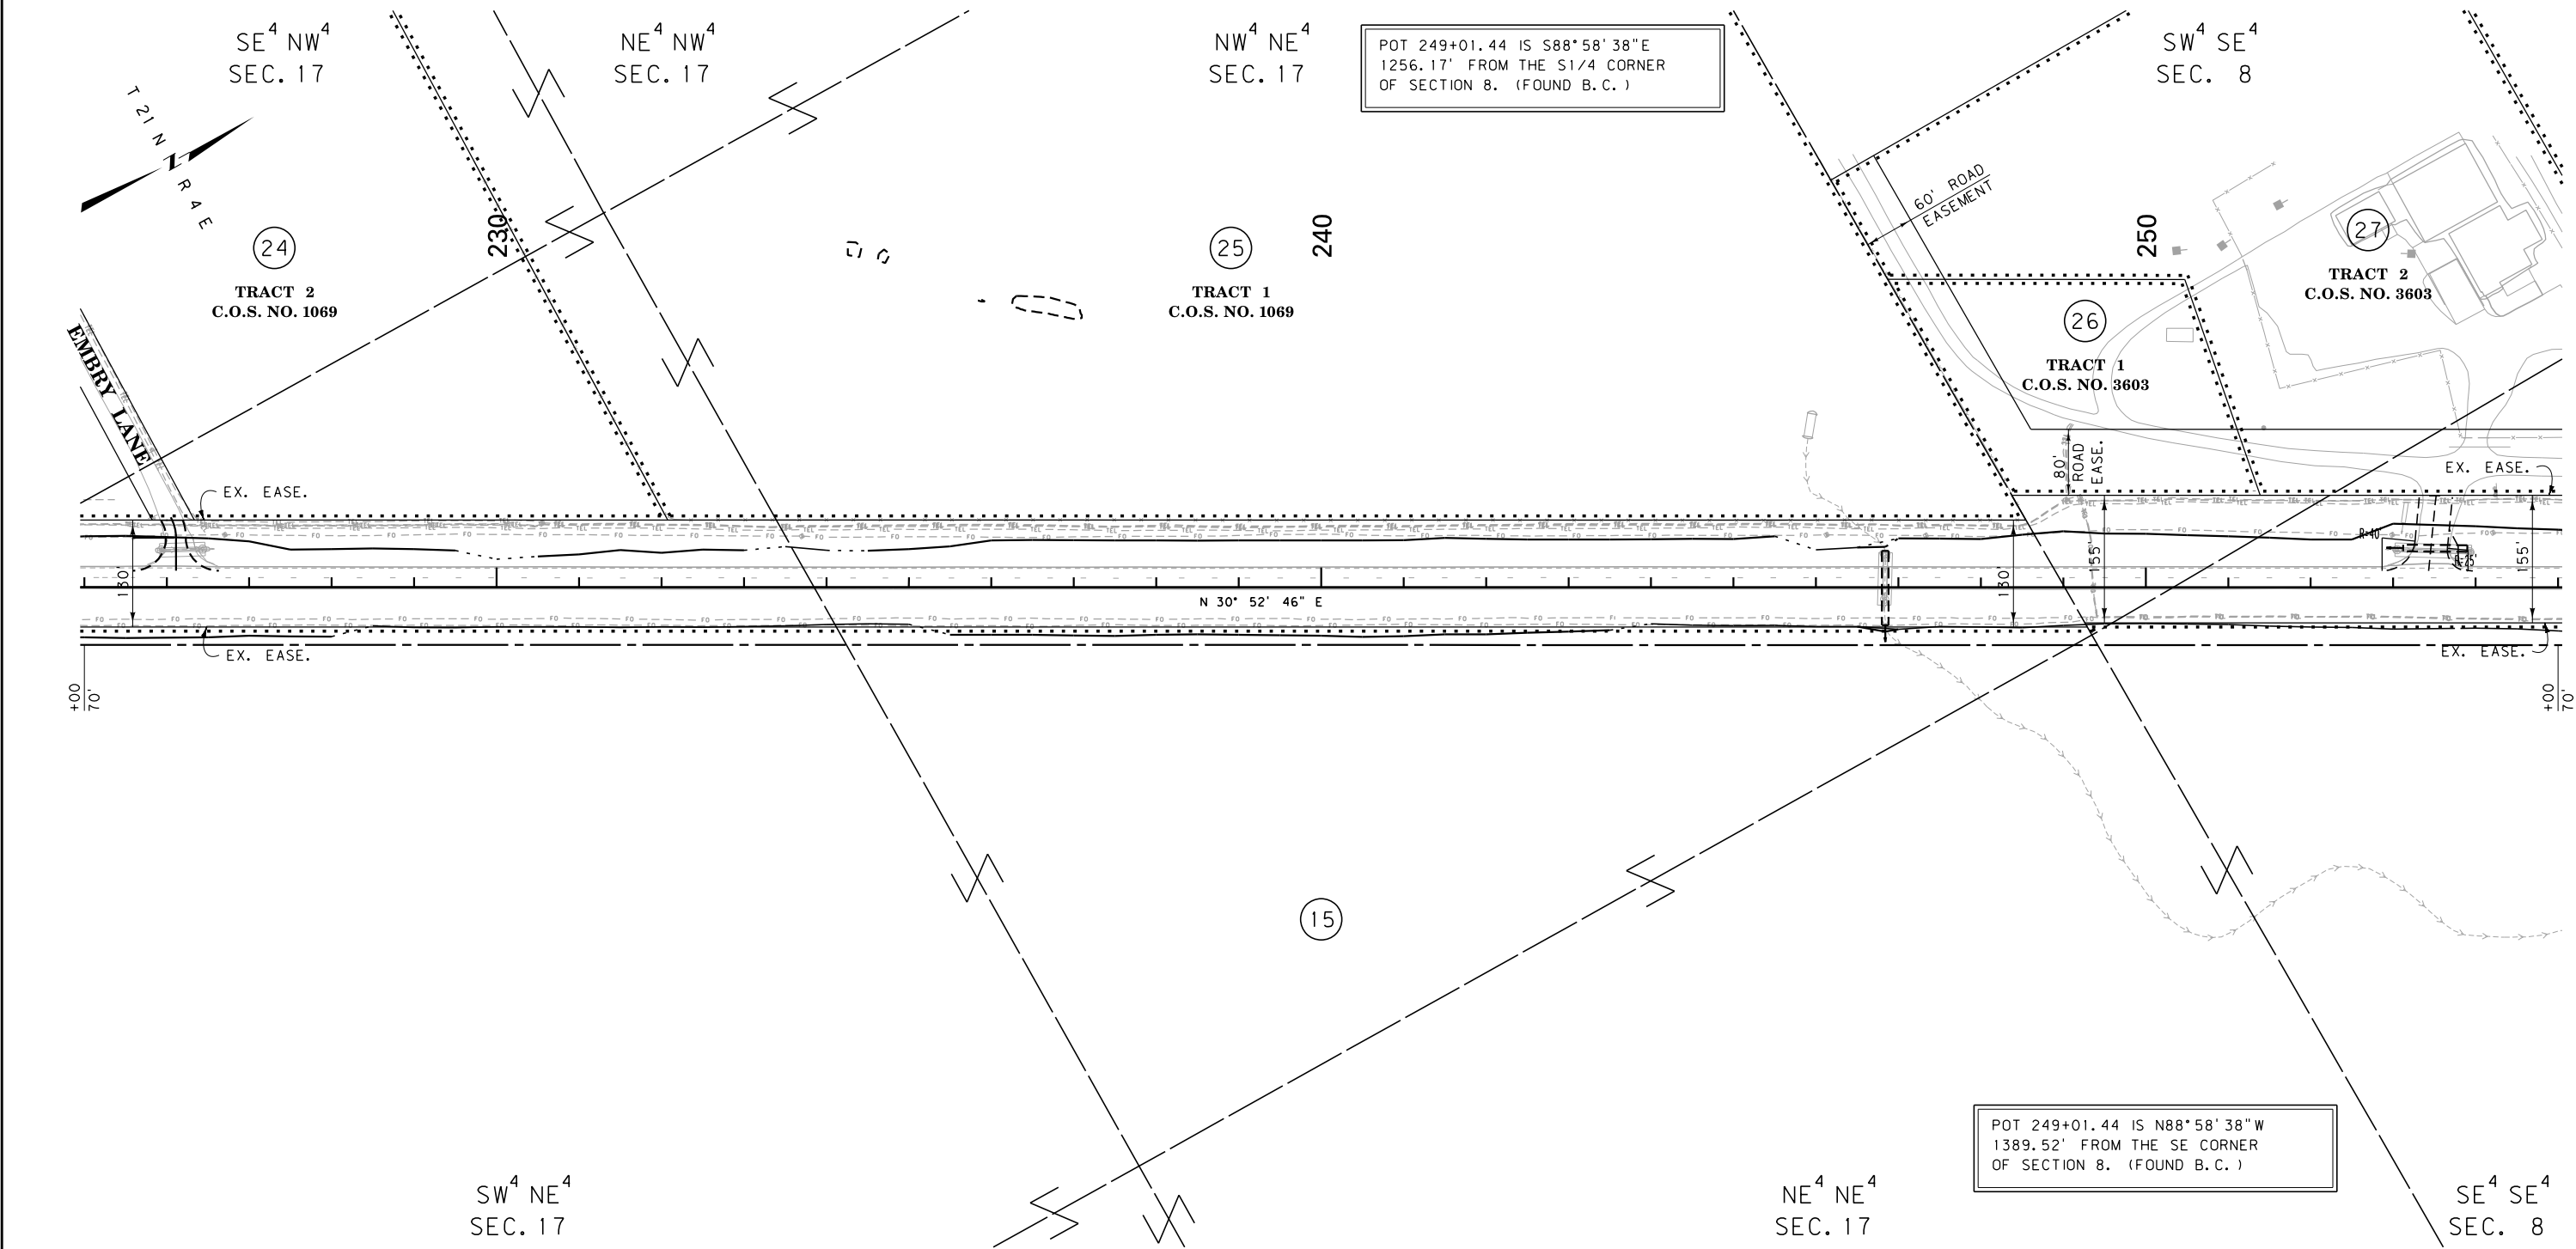 SE⁴ NW⁴
SEC. 17
NE⁴ NW⁴
SEC. 17
NW⁴ NE⁴
SEC. 17
POT 249+01.44 IS S88°58'38"E
1256.17' FROM THE S1/4 CORNER
OF SECTION 8. (FOUND B.C.)
SW⁴ SE⁴
SEC. 8
T 21 N
Z
R 4 E
24
TRACT 2
C.O.S. NO. 1069
230
25
TRACT 1
C.O.S. NO. 1069
240
60' ROAD
EASEMENT
250
27
TRACT 2
C.O.S. NO. 3603
26
TRACT 1
C.O.S. NO. 3603
EMBRY LANE
80'
ROAD
EASE.
EX. EASE.
EX. EASE.
R=40'
R=25'
130'
130'
155'
155'
N 30° 52' 46" E
EX. EASE.
EX. EASE.
+00
70'
+00
70'
15
POT 249+01.44 IS N88°58'38"W
1389.52' FROM THE SE CORNER
OF SECTION 8. (FOUND B.C.)
SW⁴ NE⁴
SEC. 17
NE⁴ NE⁴
SEC. 17
SE⁴ SE⁴
SEC. 8